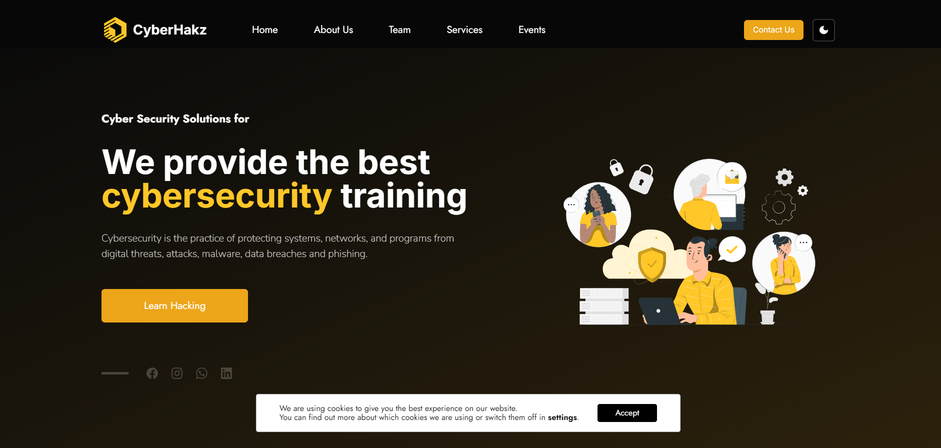 CyberHakz
Home
About Us
Team
Services
Events
Contact Us
Cyber Security Solutions for
We provide the best
cybersecurity training
Cybersecurity is the practice of protecting systems, networks, and programs from
digital threats, attacks, malware, data breaches and phishing.
Learn Hacking
We are using cookies to give you the best experience on our website.
You can find out more about which cookies we are using or switch them off in settings.
Accept